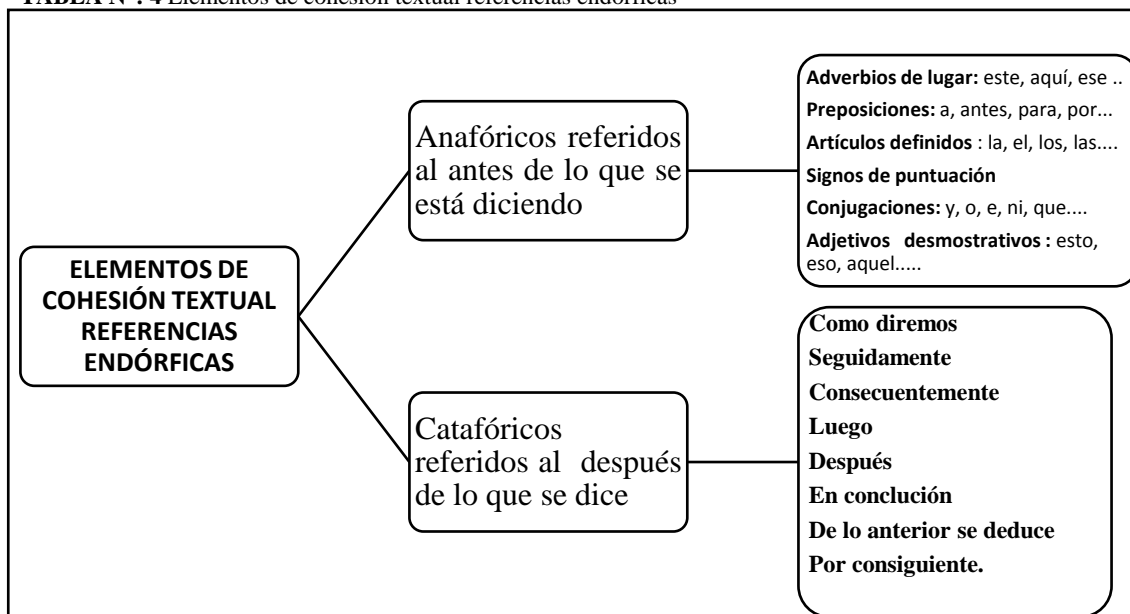 TABLA Nº. 4 Elementos de cohesión textual referencias endórficas
ELEMENTOS DE
COHESIÓN TEXTUAL
REFERENCIAS
ENDÓRFICAS
Anafóricos referidos
al antes de lo que se
está diciendo
Adverbios de lugar: este, aquí, ese ..
Preposiciones: a, antes, para, por...
Artículos definidos : la, el, los, las....
Signos de puntuación
Conjugaciones: y, o, e, ni, que....
Adjetivos desmostrativos : esto,
eso, aquel.....
Catafóricos
referidos al después
de lo que se dice
Como diremos
Seguidamente
Consecuentemente
Luego
Después
En conclución
De lo anterior se deduce
Por consiguiente.